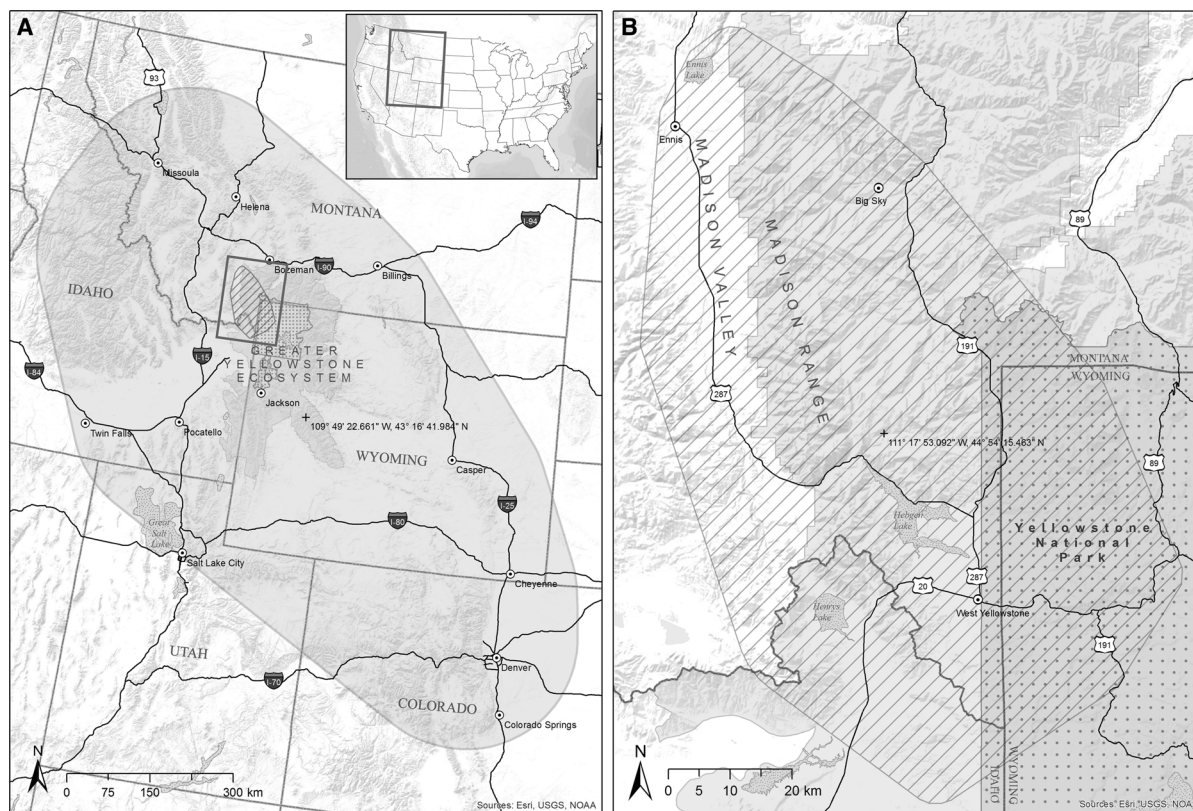 A
93
Missoula
Helena
MONTANA
I-94
Bozeman
I-90
Billings
IDAHO
I-15
GREATER
YELLOWSTONE
ECOSYSTEM
I-84
Jackson
109° 49' 22.661" W, 43° 16' 41.984" N
Twin Falls
Pocatello
WYOMING
Casper
I-25
I-80
Great
Salt
Lake
Salt Lake City
Cheyenne
UTAH
I-70
Denver
COLORADO
Colorado Springs
N
0 75 150 300 km
Sources: Esri, USGS, NOAA
B
Ennis
Lake
Ennis
MADISON VALLEY
MADISON RANGE
Big Sky
89
191
MONTANA
WYOMING
287
111° 17' 53.092" W, 44° 54' 15.463" N
89
Hebgen
Lake
Yellowstone
National
Park
287
20
West Yellowstone
Henrys
Lake
191
N
0 5 10 20 km
WYOMING
IDAHO
Sources: Esri, USGS, NOA